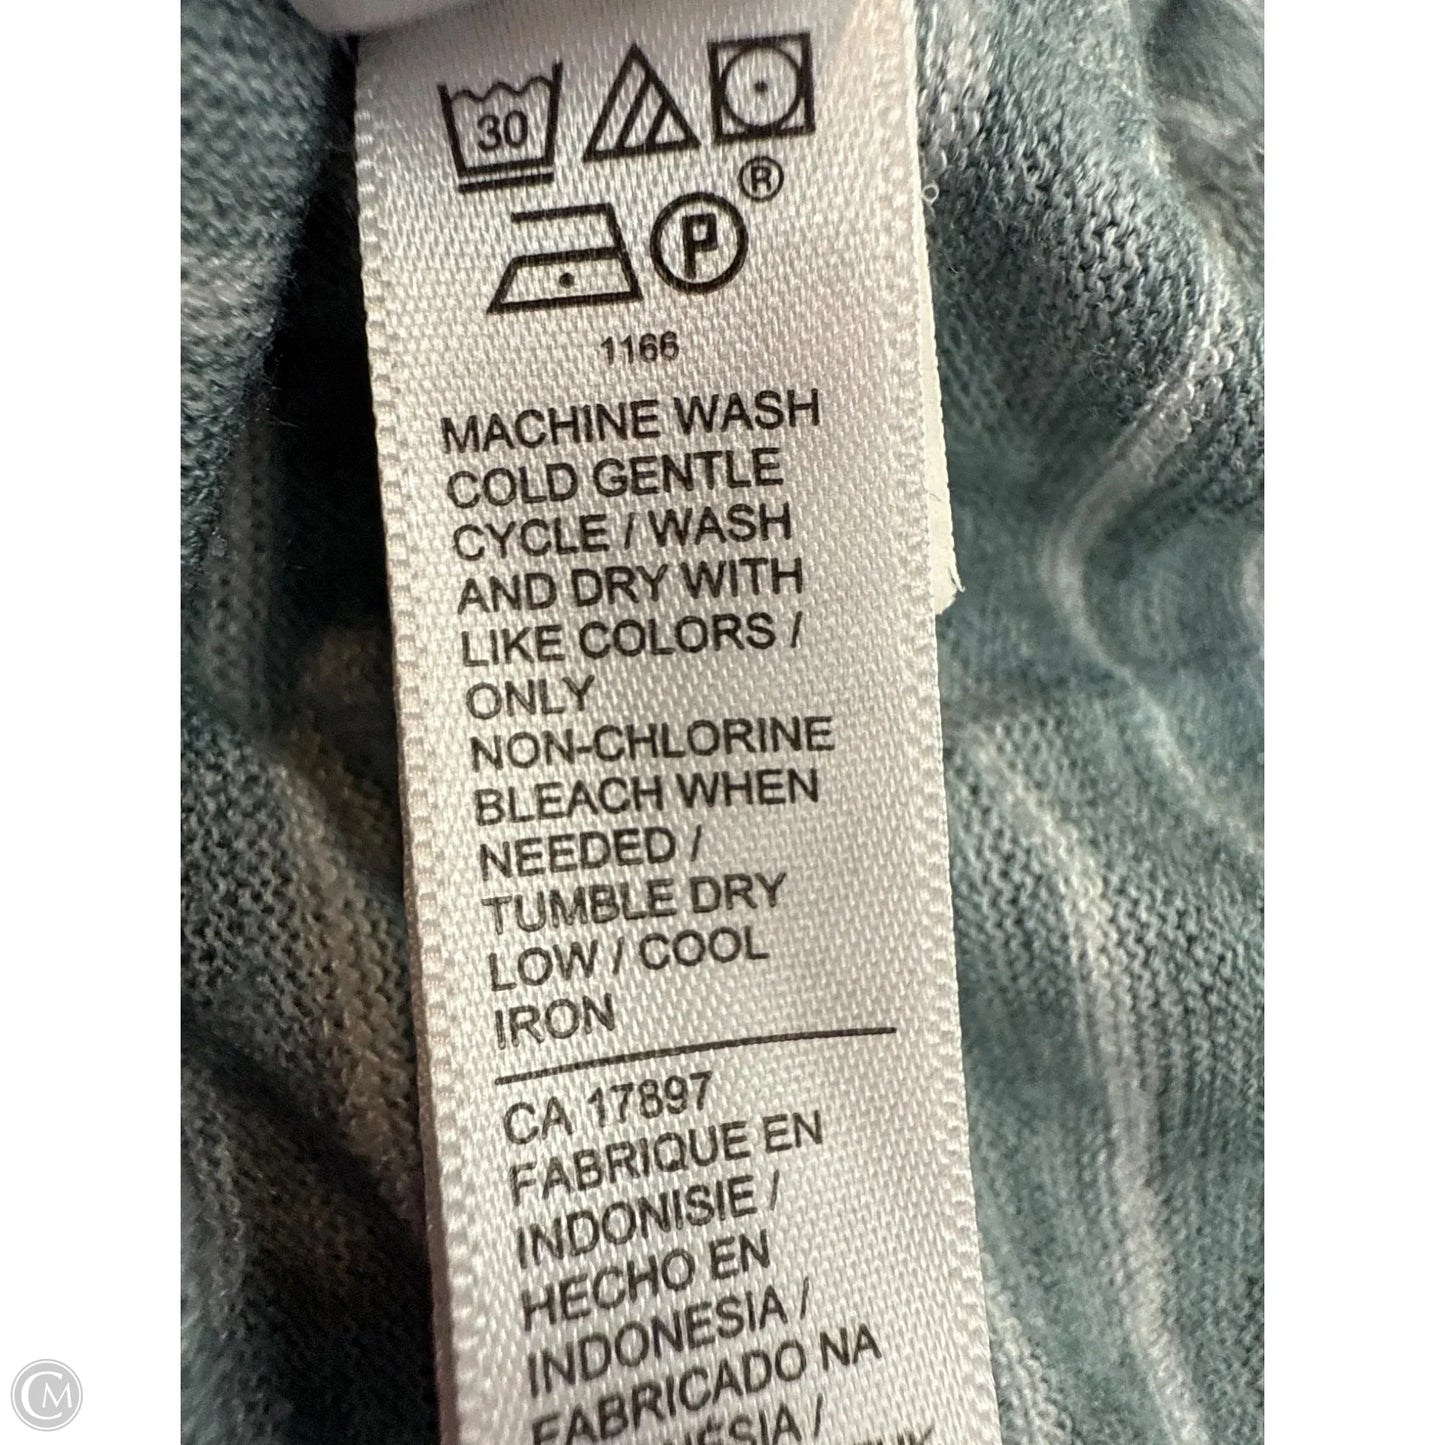 30
P ®
1166
MACHINE WASH
COLD GENTLE
CYCLE / WASH
AND DRY WITH
LIKE COLORS /
ONLY
NON-CHLORINE
BLEACH WHEN
NEEDED /
TUMBLE DRY
LOW / COOL
IRON
CA 17897
FABRIQUE EN
INDONISIE /
HECHO EN
INDONESIA /
FABRICADO NA
CM